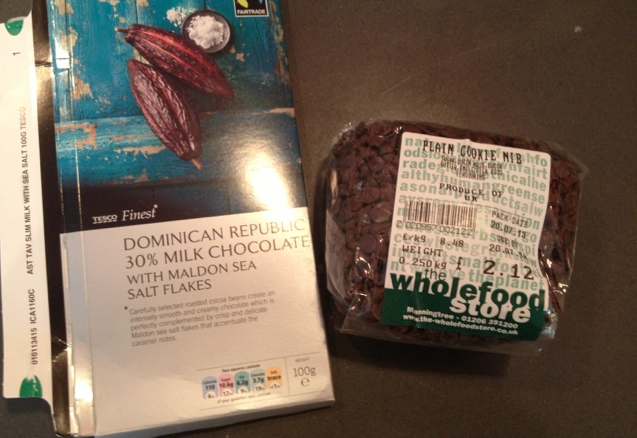 1
AST TAV SLIM MILK WITH SEA SALT 100G TESCO
010113415 ICA1160C
FAIRTRADE
TESCO Finest*
DOMINICAN REPUBLIC
30% MILK CHOCOLATE
WITH MALDON SEA
SALT FLAKES
* Carefully selected roasted cocoa beans create an
intensely smooth and creamy chocolate which is
perfectly complemented by crisp and delicate
Maldon sea salt flakes that accentuate the
caramel notes.
WEIGHT
100g
e
PLAIN COOKIE NIB
PRODUCE OF
UK
PACK DATE
£/kg 8.48
WEIGHT
0.250kg £ 2.12
the
wholefood
store
Manningtree - 01206 391200
www.the-wholefoodstore.co.uk